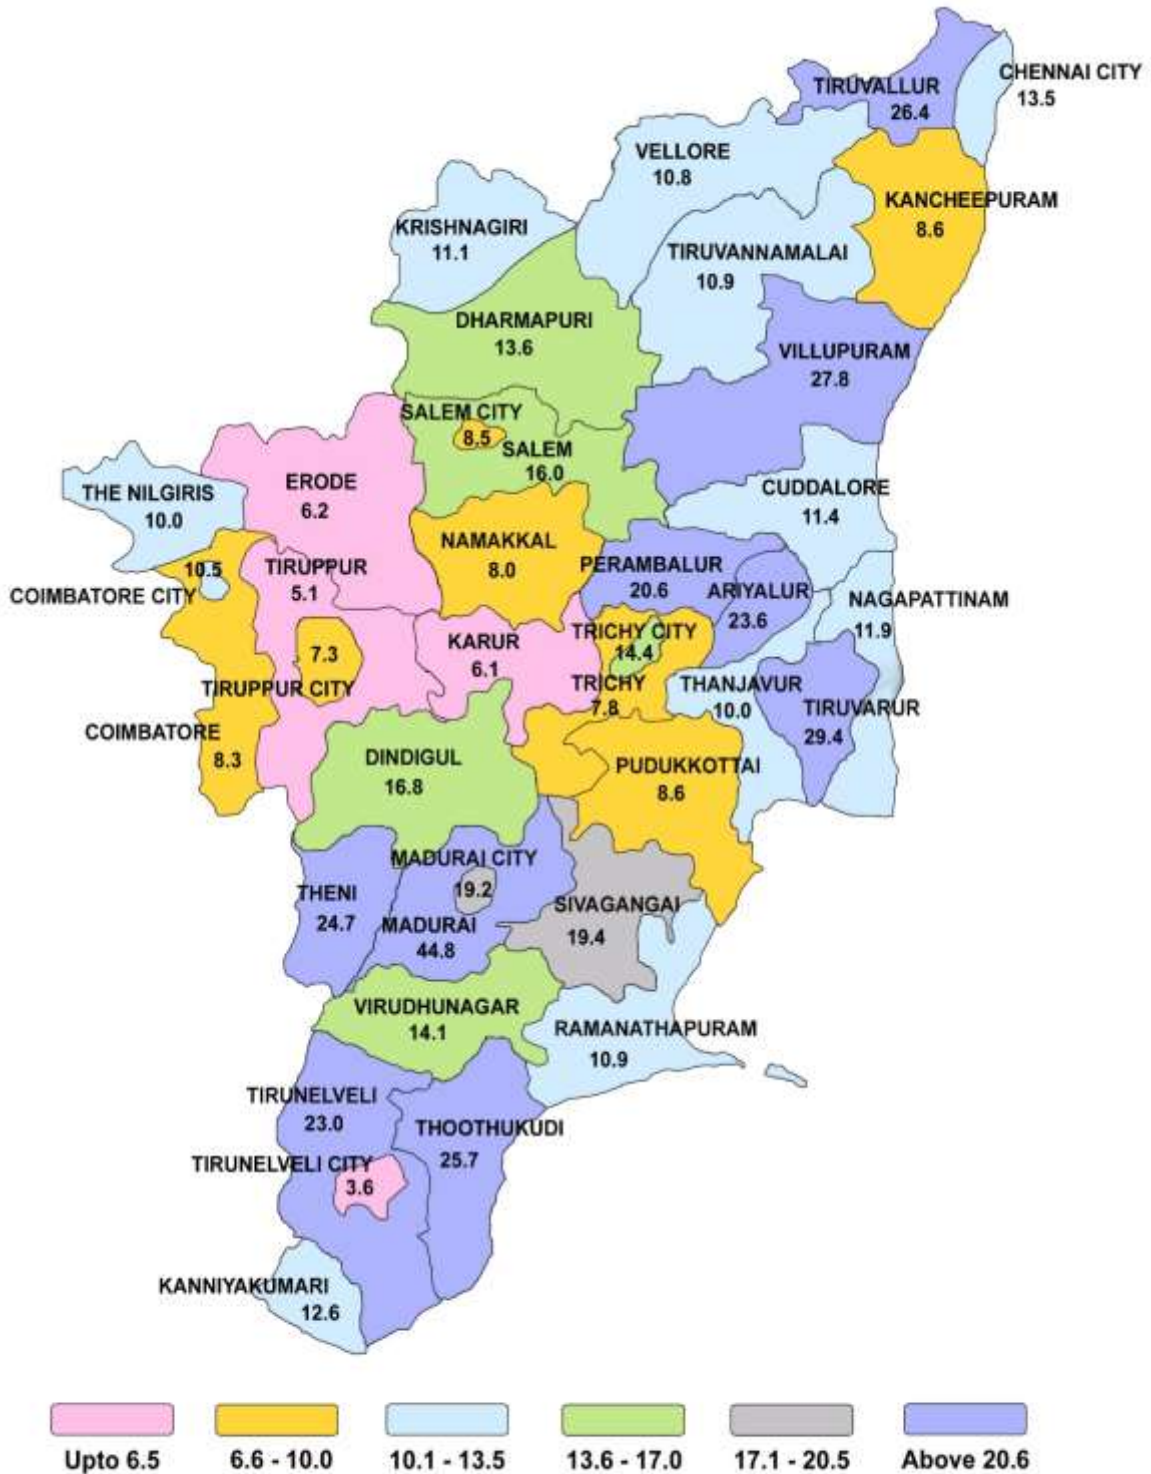 TIRUVALLUR
26.4
CHENNAI CITY
13.5
VELLORE
10.8
KANCHEEPURAM
8.6
KRISHNAGIRI
11.1
TIRUVANNAMALAI
10.9
DHARMAPURI
13.6
VILLUPURAM
27.8
SALEM CITY
8.5
SALEM
16.0
THE NILGIRIS
10.0
ERODE
6.2
CUDDALORE
11.4
NAMAKKAL
8.0
PERAMBALUR
20.6
ARIYALUR
23.6
10.5
COIMBATORE CITY
TIRUPPUR
5.1
NAGAPATTINAM
11.9
KARUR
6.1
TRICHY CITY
14.4
7.3
TIRUPPUR CITY
TRICHY
7.8
THANJAVUR
10.0
TIRUVARUR
29.4
COIMBATORE
8.3
DINDIGUL
16.8
PUDUKKOTTAI
8.6
MADURAI CITY
19.2
THENI
24.7
MADURAI
44.8
SIVAGANGAI
19.4
VIRUDHUNAGAR
14.1
RAMANATHAPURAM
10.9
TIRUNELVELI
23.0
THOOTHUKUDI
25.7
TIRUNELVELI CITY
3.6
KANNIYAKUMARI
12.6
Upto 6.5
6.6 - 10.0
10.1 - 13.5
13.6 - 17.0
17.1 - 20.5
Above 20.6